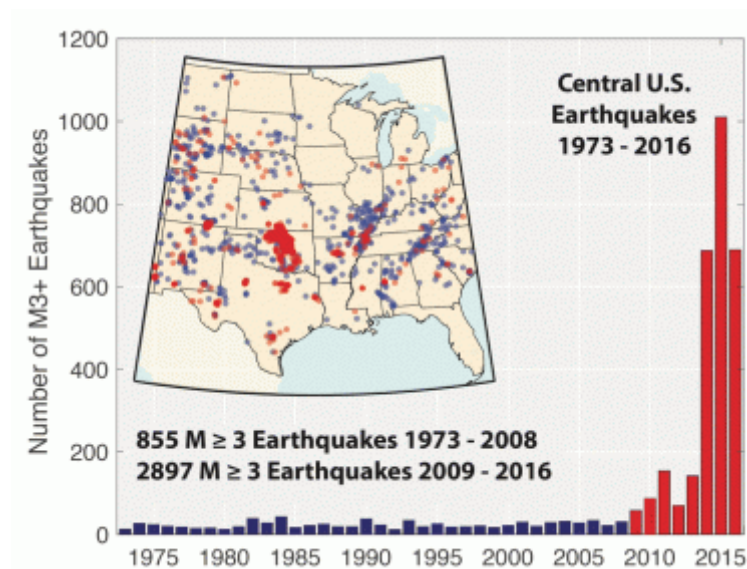 1200
1000
800
600
400
200
0
Number of M3+ Earthquakes
Central U.S.
Earthquakes
1973 - 2016
855 M ≥ 3 Earthquakes 1973 - 2008
2897 M ≥ 3 Earthquakes 2009 - 2016
1975 1980 1985 1990 1995 2000 2005 2010 2015